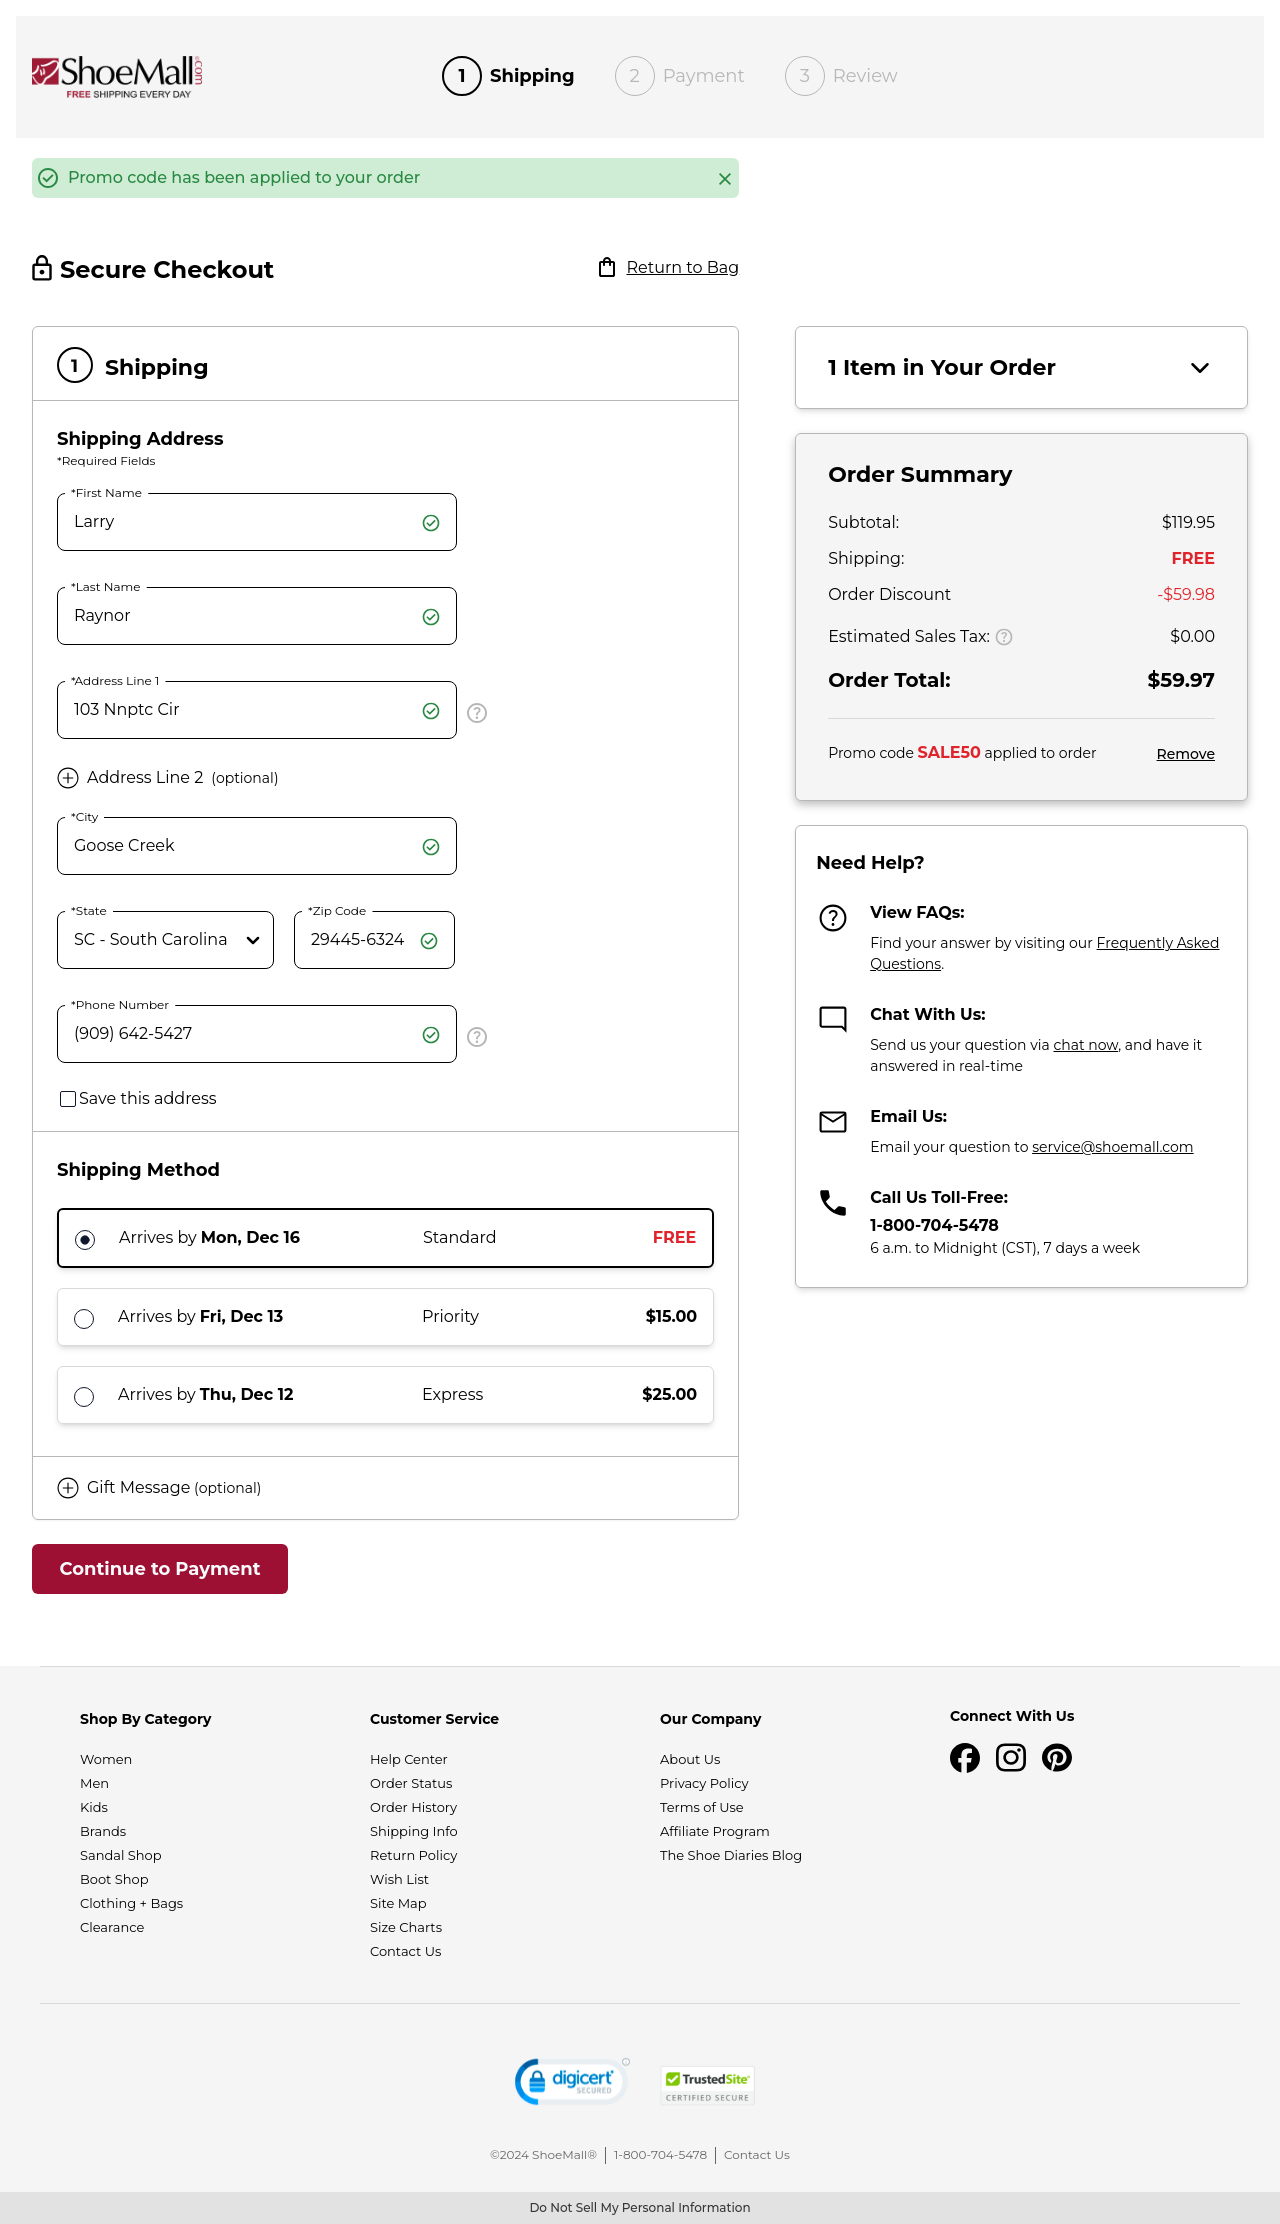 ShoeMall.com
FREE SHIPPING EVERY DAY
1 Shipping
2 Payment
3 Review
Promo code has been applied to your order
Secure Checkout
Return to Bag
1 Shipping
Shipping Address
*Required Fields
*First Name
Larry
*Last Name
Raynor
*Address Line 1
103 Nnptc Cir
Address Line 2 (optional)
*City
Goose Creek
*State
SC - South Carolina
*Zip Code
29445-6324
*Phone Number
(909) 642-5427
Save this address
Shipping Method
Arrives by Mon, Dec 16 Standard FREE
Arrives by Fri, Dec 13 Priority $15.00
Arrives by Thu, Dec 12 Express $25.00
Gift Message (optional)
Continue to Payment
1 Item in Your Order
Order Summary
Subtotal: $119.95
Shipping: FREE
Order Discount -$59.98
Estimated Sales Tax: $0.00
Order Total: $59.97
Promo code SALE50 applied to order Remove
Need Help?
View FAQs:
Find your answer by visiting our Frequently Asked
Questions.
Chat With Us:
Send us your question via chat now, and have it
answered in real-time
Email Us:
Email your question to service@shoemall.com
Call Us Toll-Free:
1-800-704-5478
6 a.m. to Midnight (CST), 7 days a week
Shop By Category
Women
Men
Kids
Brands
Sandal Shop
Boot Shop
Clothing + Bags
Clearance
Customer Service
Help Center
Order Status
Order History
Shipping Info
Return Policy
Wish List
Site Map
Size Charts
Contact Us
Our Company
About Us
Privacy Policy
Terms of Use
Affiliate Program
The Shoe Diaries Blog
Connect With Us
digicert
SECURED
TrustedSite
CERTIFIED SECURE
©2024 ShoeMall® | 1-800-704-5478 | Contact Us
Do Not Sell My Personal Information